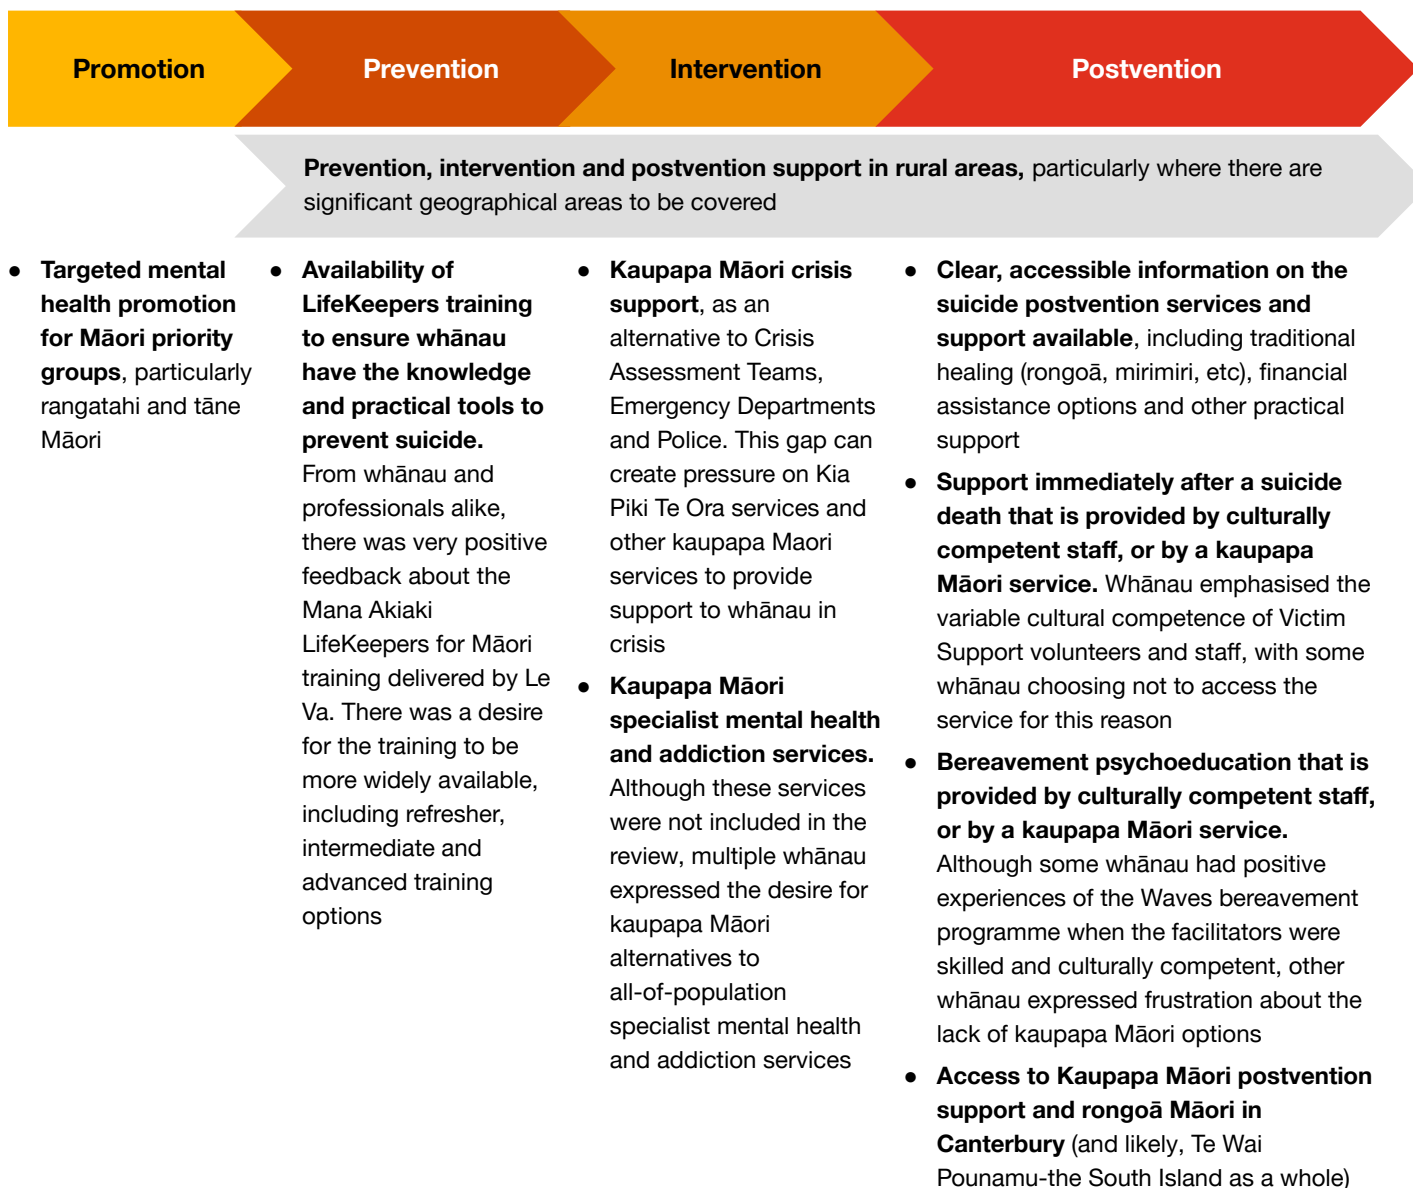 Promotion
Prevention
Intervention
Postvention
Prevention, intervention and postvention support in rural areas, particularly where there are
significant geographical areas to be covered
● Targeted mental
health promotion
for Māori priority
groups, particularly
rangatahi and tāne
Māori
● Availability of
LifeKeepers training
to ensure whānau
have the knowledge
and practical tools to
prevent suicide.
From whānau and
professionals alike,
there was very positive
feedback about the
Mana Akiaki
LifeKeepers for Māori
training delivered by Le
Va. There was a desire
for the training to be
more widely available,
including refresher,
intermediate and
advanced training
options
● Kaupapa Māori crisis
support, as an
alternative to Crisis
Assessment Teams,
Emergency Departments
and Police. This gap can
create pressure on Kia
Piki Te Ora services and
other kaupapa Maori
services to provide
support to whānau in
crisis
● Kaupapa Māori
specialist mental health
and addiction services.
Although these services
were not included in the
review, multiple whānau
expressed the desire for
kaupapa Māori
alternatives to
all-of-population
specialist mental health
and addiction services
● Clear, accessible information on the
suicide postvention services and
support available, including traditional
healing (rongoā, mirimiri, etc), financial
assistance options and other practical
support
● Support immediately after a suicide
death that is provided by culturally
competent staff, or by a kaupapa
Māori service. Whānau emphasised the
variable cultural competence of Victim
Support volunteers and staff, with some
whānau choosing not to access the
service for this reason
● Bereavement psychoeducation that is
provided by culturally competent staff,
or by a kaupapa Māori service.
Although some whānau had positive
experiences of the Waves bereavement
programme when the facilitators were
skilled and culturally competent, other
whānau expressed frustration about the
lack of kaupapa Māori options
● Access to Kaupapa Māori postvention
support and rongoā Māori in
Canterbury (and likely, Te Wai
Pounamu-the South Island as a whole)